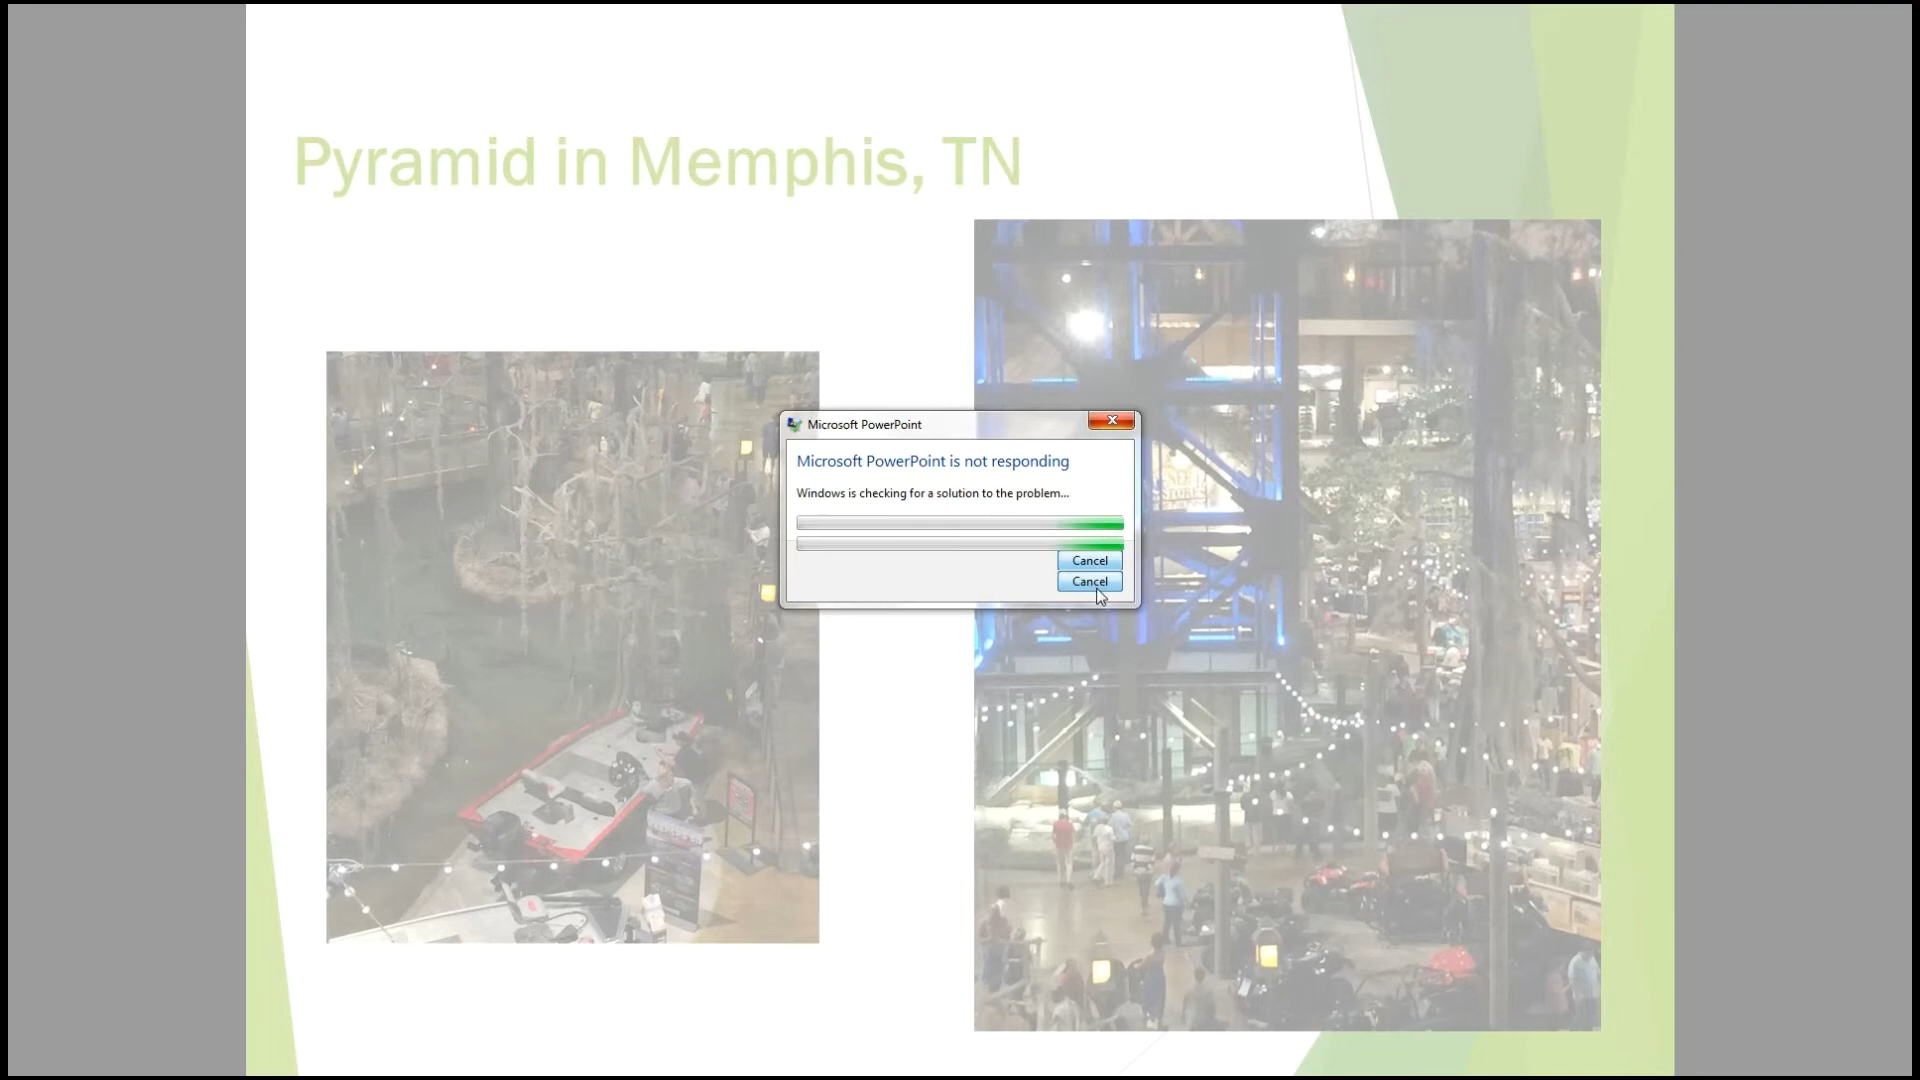 Pyramid in Memphis, TN
Microsoft PowerPoint
Microsoft PowerPoint is not responding
Windows is checking for a solution to the problem...
Cancel
Cancel